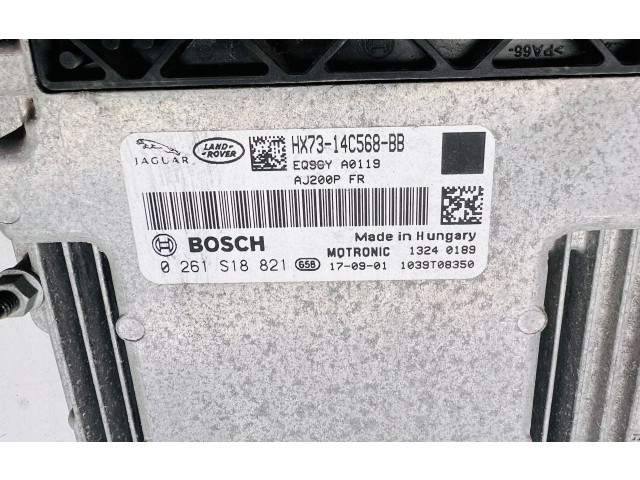 >PA66-
JAGUAR
LAND-
ROVER
HX73-14C568-BB
EQ9GY A0119
AJ200P FR
BOSCH
Made in Hungary
MOTRONIC 1324 0189
0 261 S18 821 G5B 17-09-01 1039T08350